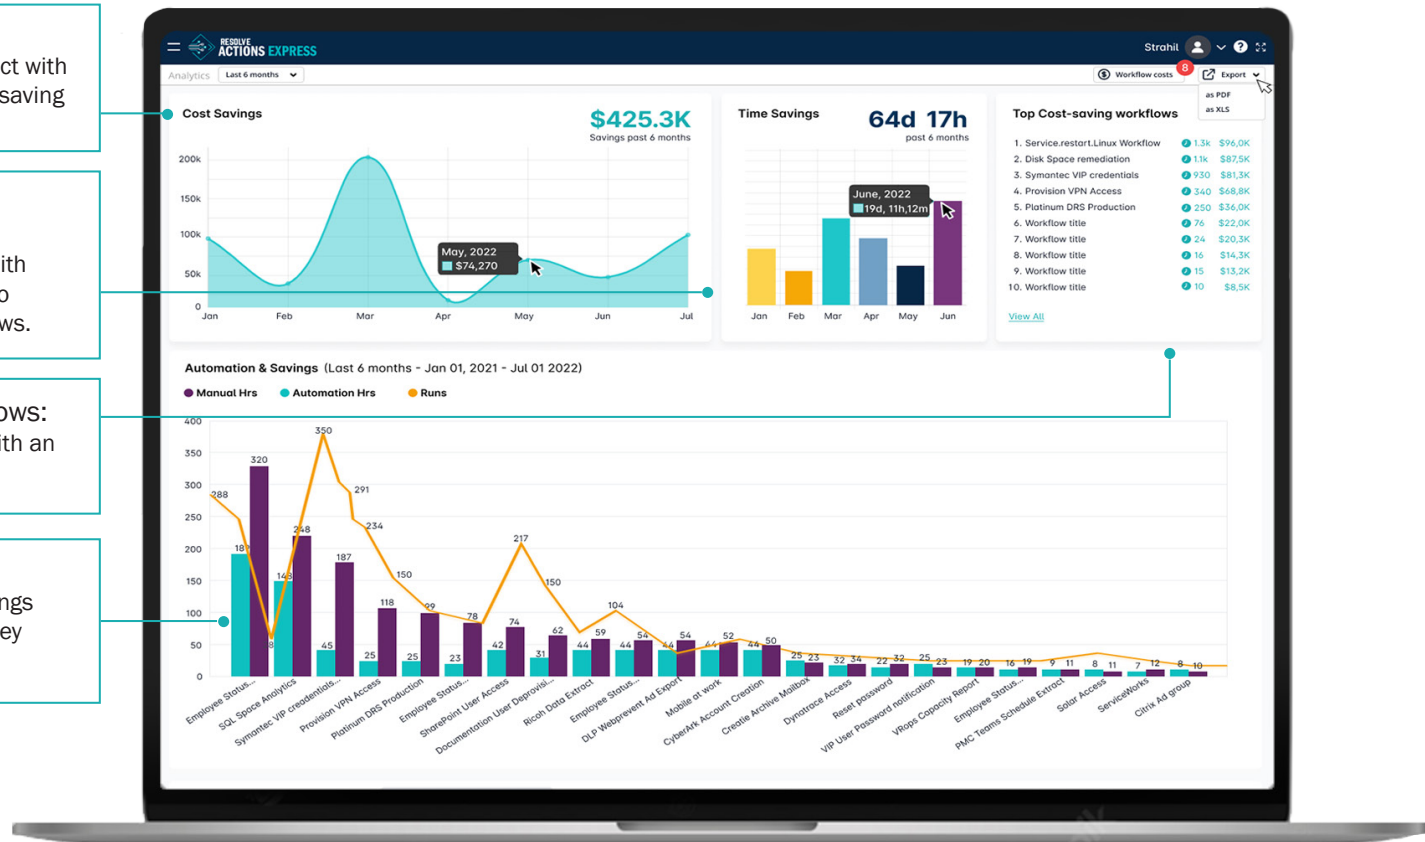 ct with
saving
ith
o
ws.
ows:
ith an
ngs
ey
RESOLVE
ACTIONS EXPRESS
Strahil
?
Analytics
Last 6 months
Workflow costs
8
Export
as PDF
as XLS
Cost Savings
$425.3K
Savings past 6 months
200k
150k
100k
50k
0
May, 2022
$74,270
Jan Feb Mar Apr May Jun Jul
Time Savings
64d 17h
past 6 months
June, 2022
19d, 11h,12m
Jan Feb Mar Apr May Jun
Top Cost-saving workflows
1. Service.restart.Linux Workflow 1.3k $96,0K
2. Disk Space remediation 1.1k $87,5K
3. Symantec VIP credentials 930 $81,3K
4. Provision VPN Access 340 $68,8K
5. Platinum DRS Production 250 $36,0K
6. Workflow title 76 $22,0K
7. Workflow title 24 $20,3K
8. Workflow title 16 $14,3K
9. Workflow title 15 $13,2K
10. Workflow title 10 $8,5K
View All
Automation & Savings (Last 6 months - Jan 01, 2021 - Jul 01 2022)
Manual Hrs Automation Hrs Runs
400
350
300
250
200
150
100
50
0
288
320
248
350
291
234
187
150
118
99
78
217
150
104
45
25
25
23
42
74
31
62
44
59
44
54
44
54
44
52
44
50
25
23
32
34
22
32
25
23
19
20
16
19
9
11
8
11
7
12
8
10
Employee Status...
SQL Space Analytics
Symantec VIP credentials...
Provision VPN Access
Platinum DRS Production
Employee Status...
SharePoint User Access
Documentation User Deprovisi...
Ricoh Data Extract
Employee Status...
DLP Webprevent Ad Export
Mobile at work
CyberArk Account Creation
Creatie Archive Mailbox
Dynatrace Access
Reset password
VIP User Password notification
VRops Capacity Report
Employee Status...
PMC Teams Schedule Extract
Solar Access
ServiceWorks
Citrix Ad group